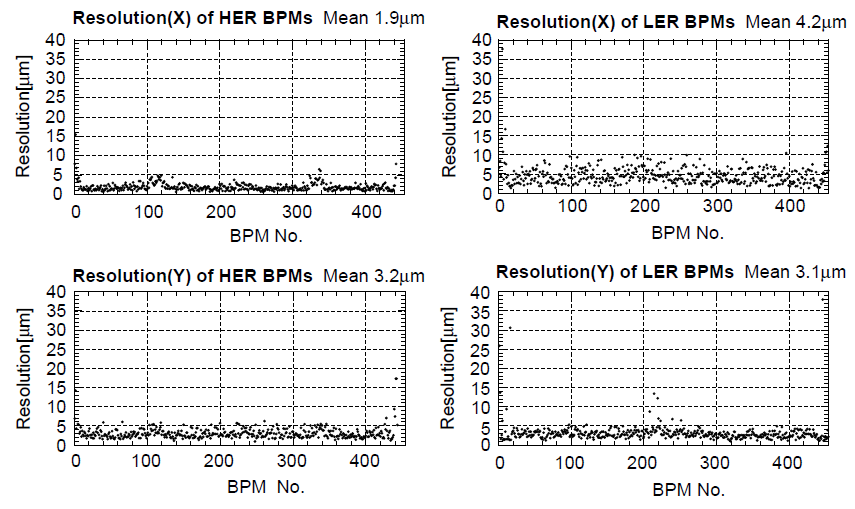 Resolution(X) of HER BPMs Mean 1.9µm
40
35
30
25
20
15
10
5
0
Resolution[µm]
0 100 200 300 400
BPM No.
Resolution(X) of LER BPMs Mean 4.2µm
40
35
30
25
20
15
10
5
0
Resolution[µm]
0 100 200 300 400
BPM No.
Resolution(Y) of HER BPMs Mean 3.2µm
40
35
30
25
20
15
10
5
0
Resolution[µm]
0 100 200 300 400
BPM No.
Resolution(Y) of LER BPMs Mean 3.1µm
40
35
30
25
20
15
10
5
0
Resolution[µm]
0 100 200 300 400
BPM No.